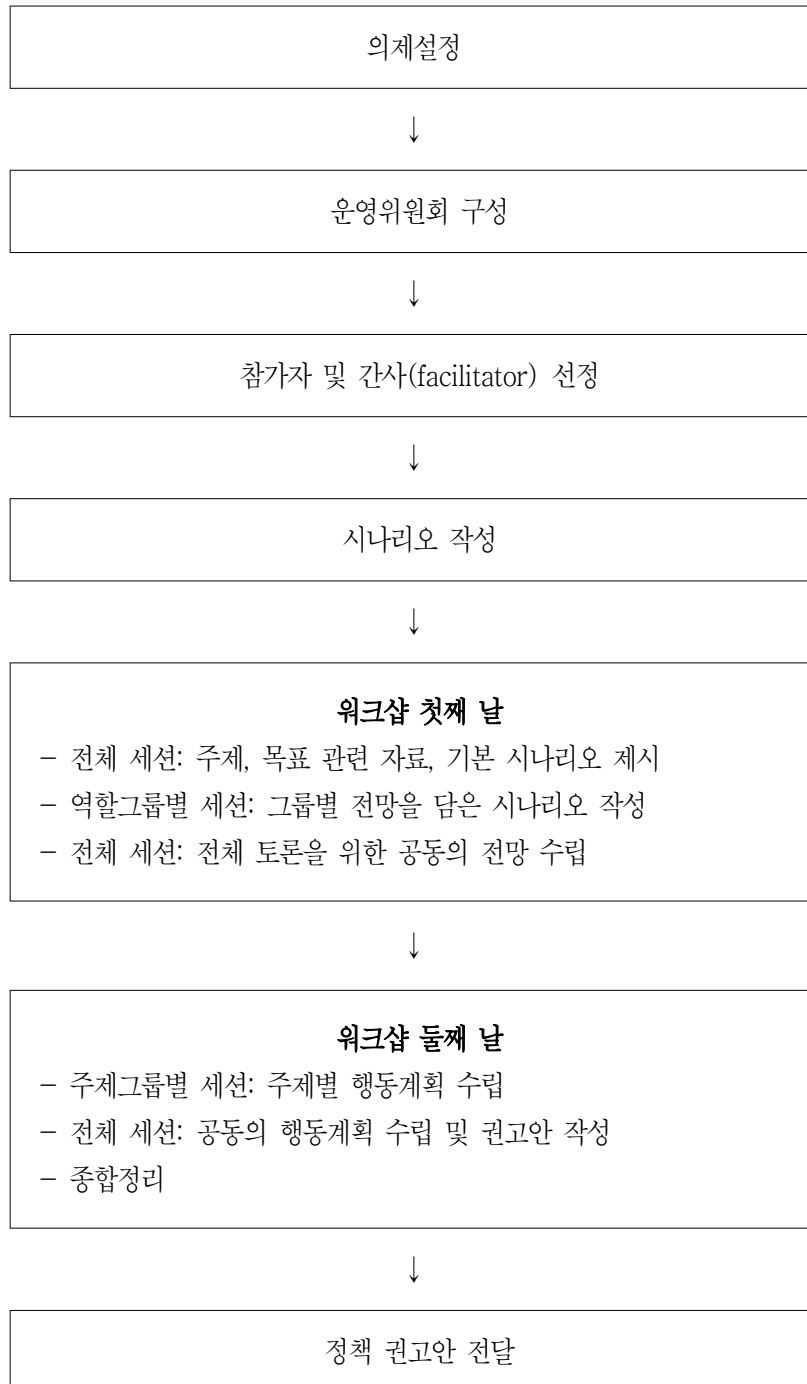 의제설정
↓
운영위원회 구성
↓
참가자 및 간사(facilitator) 선정
↓
시나리오 작성
↓
워크샵 첫째 날
- 전체 세션: 주제, 목표 관련 자료, 기본 시나리오 제시
- 역할그룹별 세션: 그룹별 전망을 담은 시나리오 작성
- 전체 세션: 전체 토론을 위한 공동의 전망 수립
↓
워크샵 둘째 날
- 주제그룹별 세션: 주제별 행동계획 수립
- 전체 세션: 공동의 행동계획 수립 및 권고안 작성
- 종합정리
↓
정책 권고안 전달